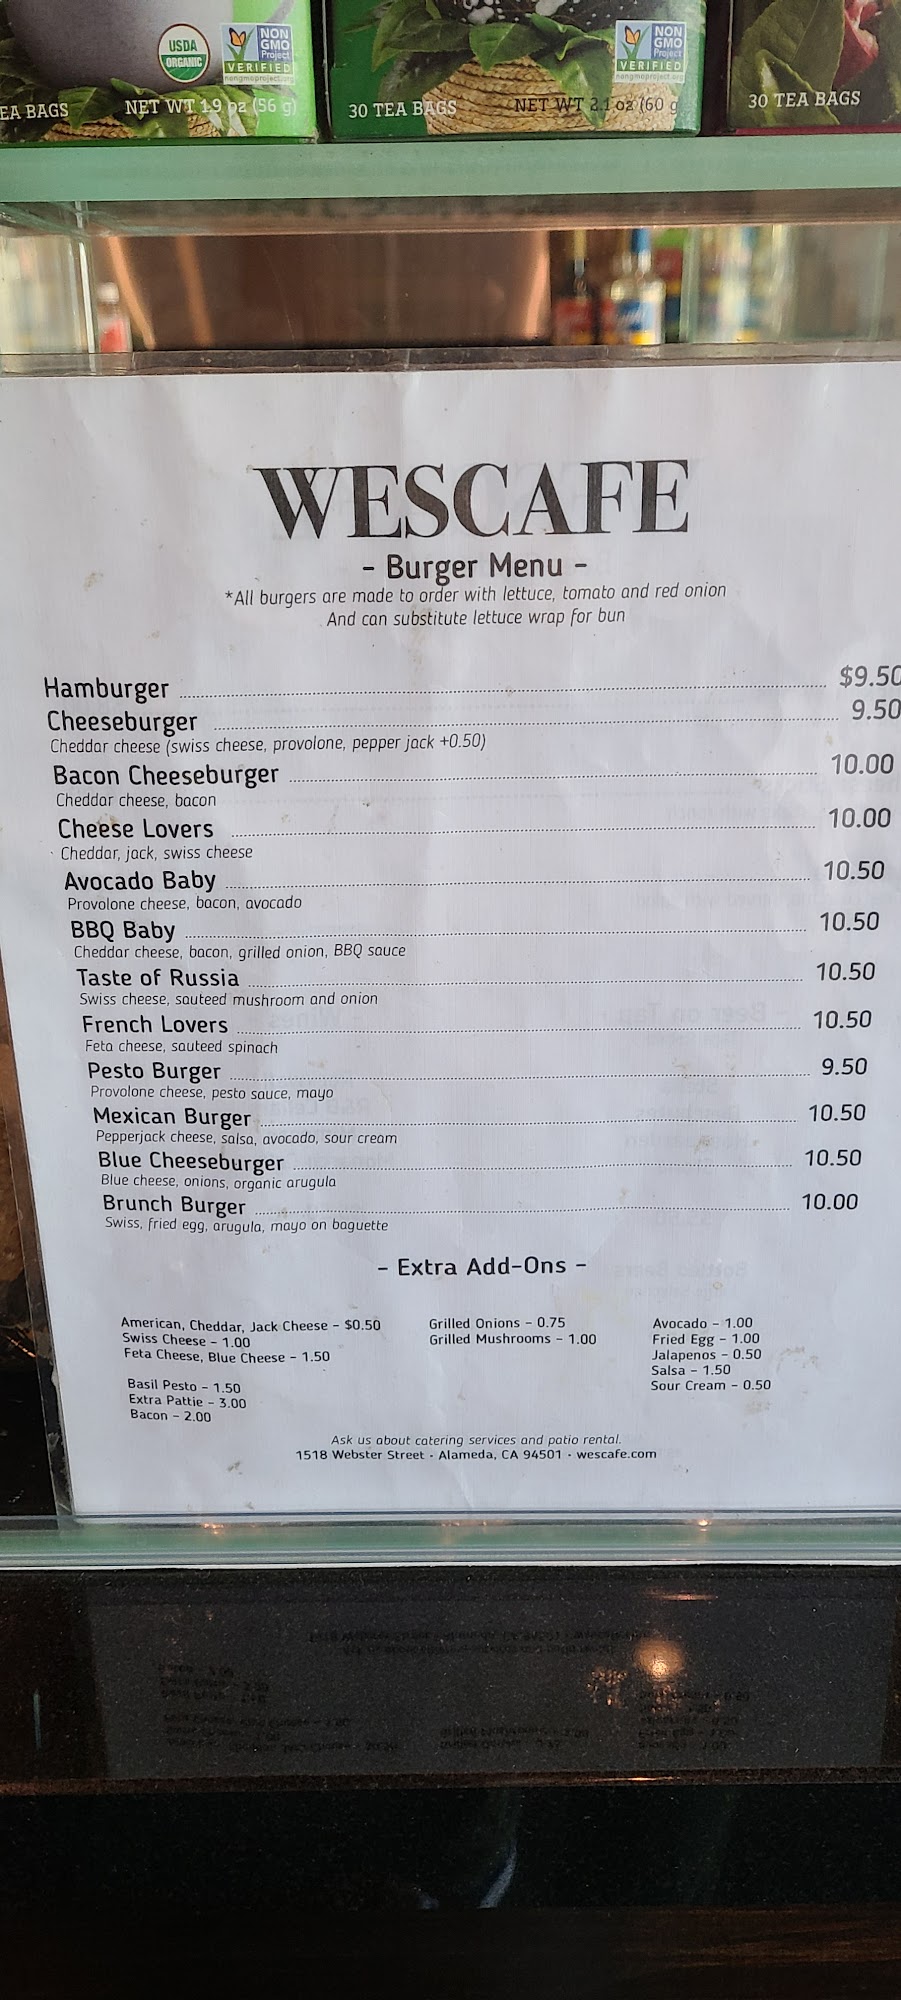 USDA
ORGANIC
NON
GMO
Project
VERIFIED
nongmoproject.org
EA BAGS
NET WT 1.9 oz (56 g)
NON
GMO
Project
VERIFIED
nongmoproject.org
30 TEA BAGS
NET WT 2.1 oz (60 g
30 TEA BAGS
WESCAFE
- Burger Menu -
*All burgers are made to order with lettuce, tomato and red onion
And can substitute lettuce wrap for bun
Hamburger $9.50
Cheeseburger 9.50
Cheddar cheese (swiss cheese, provolone, pepper jack +0.50)
Bacon Cheeseburger 10.00
Cheddar cheese, bacon
Cheese Lovers 10.00
Cheddar, jack, swiss cheese
Avocado Baby 10.50
Provolone cheese, bacon, avocado
BBQ Baby 10.50
Cheddar cheese, bacon, grilled onion, BBQ sauce
Taste of Russia 10.50
Swiss cheese, sauteed mushroom and onion
French Lovers 10.50
Feta cheese, sauteed spinach
Pesto Burger 9.50
Provolone cheese, pesto sauce, mayo
Mexican Burger 10.50
Pepperjack cheese, salsa, avocado, sour cream
Blue Cheeseburger 10.50
Blue cheese, onions, organic arugula
Brunch Burger 10.00
Swiss, fried egg, arugula, mayo on baguette
- Extra Add-Ons -
American, Cheddar, Jack Cheese - $0.50
Swiss Cheese - 1.00
Feta Cheese, Blue Cheese - 1.50
Basil Pesto - 1.50
Extra Pattie - 3.00
Bacon - 2.00
Grilled Onions - 0.75
Grilled Mushrooms - 1.00
Avocado - 1.00
Fried Egg - 1.00
Jalapenos - 0.50
Salsa - 1.50
Sour Cream - 0.50
Ask us about catering services and patio rental.
1518 Webster Street · Alameda, CA 94501 · wescafe.com